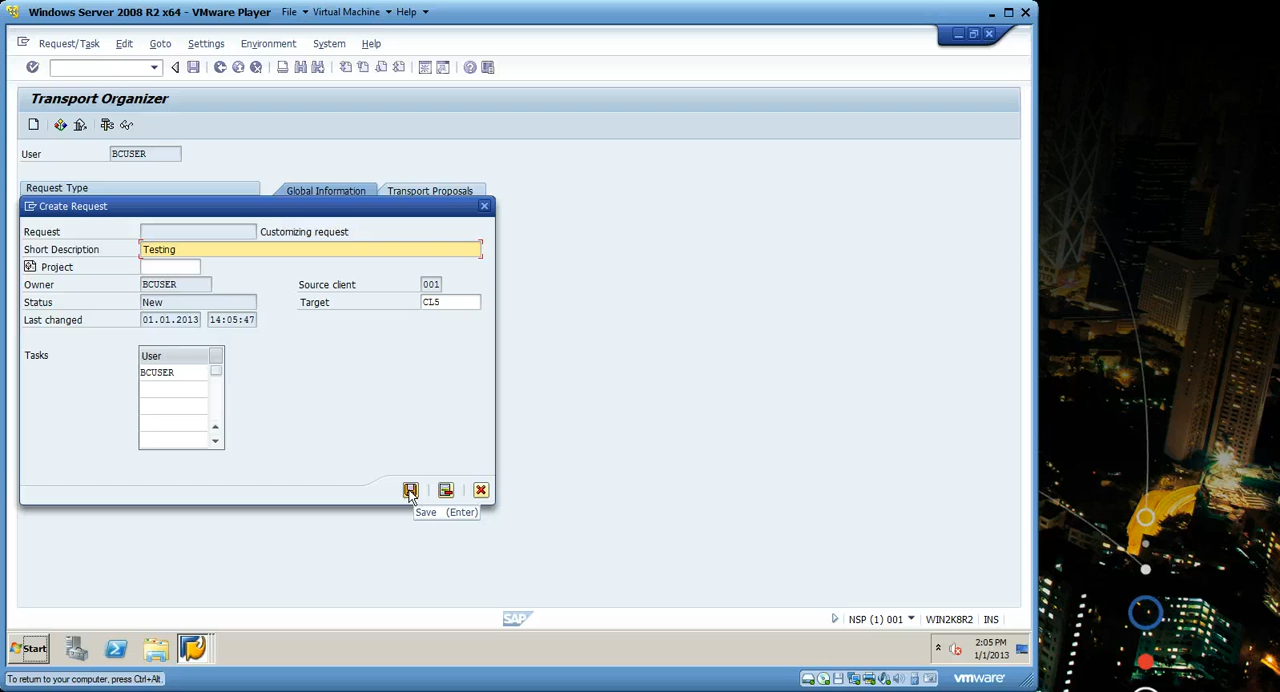 Windows Server 2008 R2 x64 - VMware Player File Virtual Machine Help
Request/Task Edit Goto Settings Environment System Help
Transport Organizer
User BCUSER
Request Type Global Information Transport Proposals
Create Request
Request Customizing request
Short Description Testing
Project
Owner BCUSER Source client 001
Status New Target CL5
Last changed 01.01.2013 14:05:47
Tasks User
BCUSER
Save (Enter)
SAP NSP (1) 001 WIN2K8R2 INS
Start 2:05 PM
1/1/2013
To return to your computer, press Ctrl+Alt. vmware